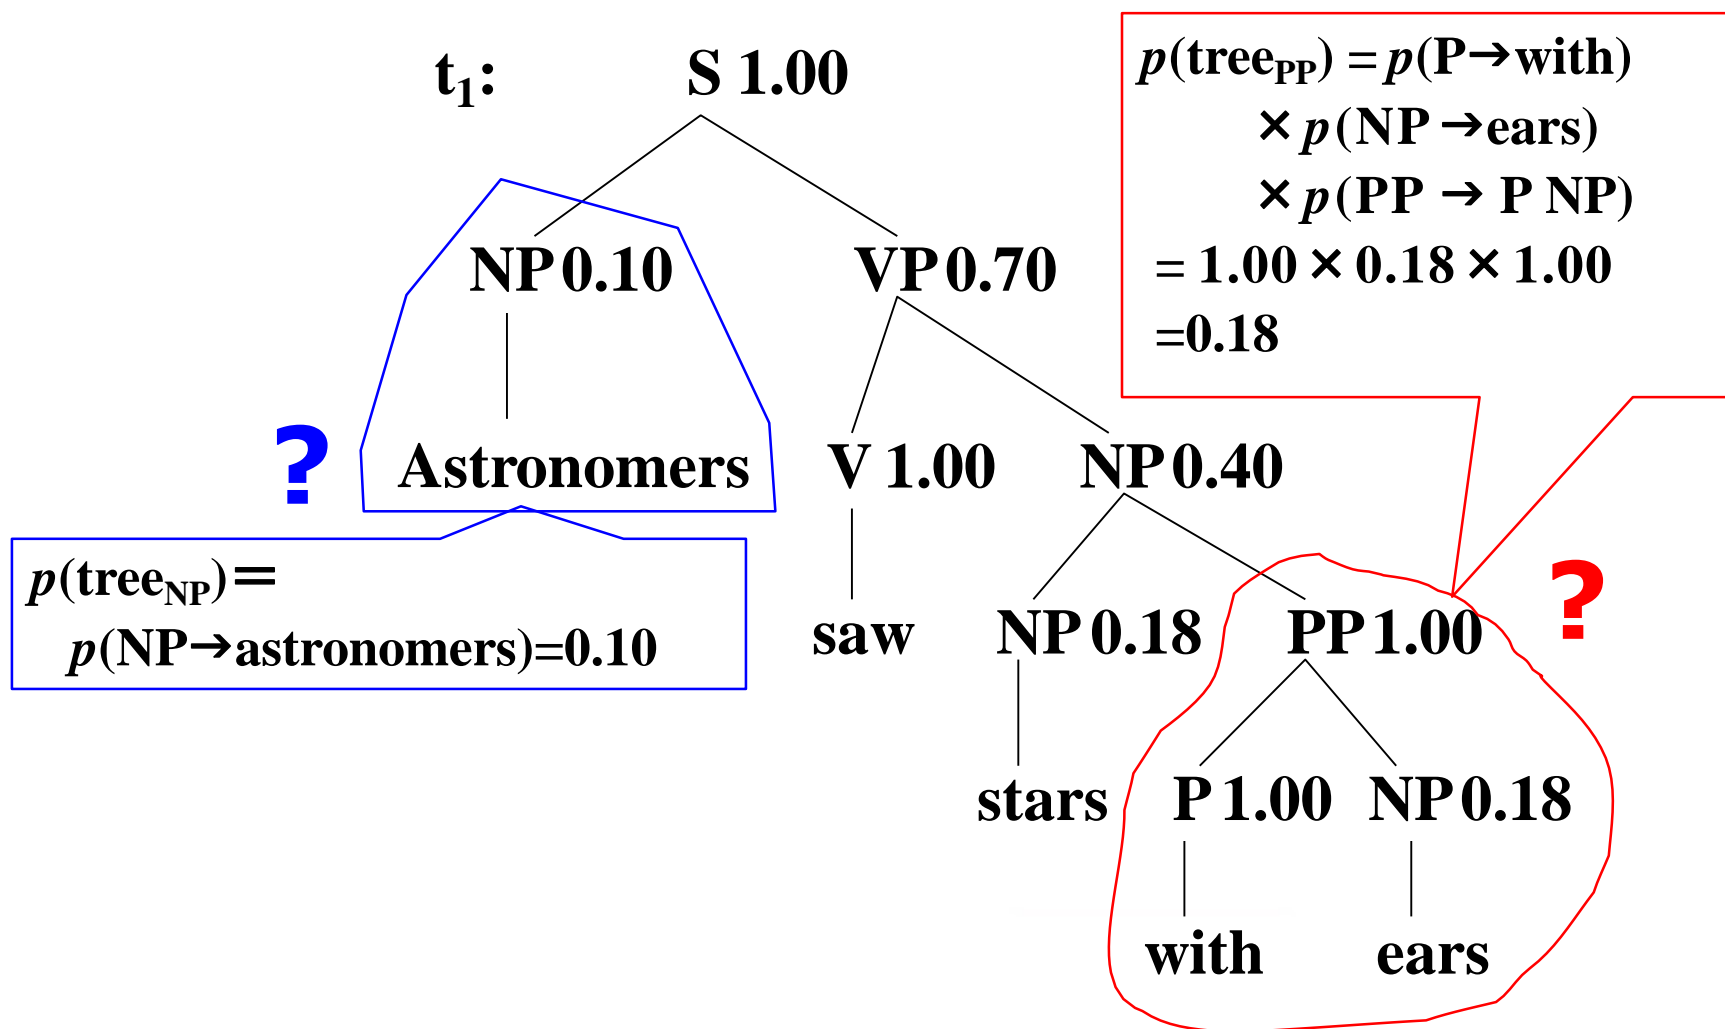 t₁: S 1.00
p(tree_PP) = p(P→with)
× p(NP →ears)
× p(PP → P NP)
= 1.00 × 0.18 × 1.00
=0.18
NP 0.10 VP 0.70
? Astronomers V 1.00 NP 0.40
p(tree_NP)=
p(NP→astronomers)=0.10
saw NP 0.18 PP 1.00 ?
stars P 1.00 NP 0.18
with ears